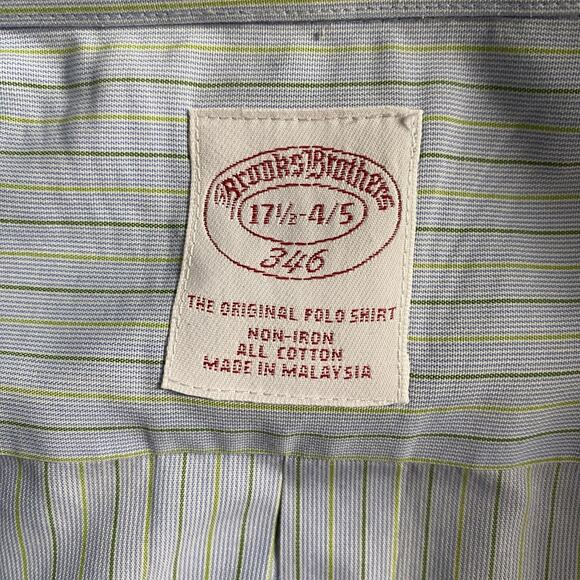 Brooks Brothers
17½-4/5
346
THE ORIGINAL POLO SHIRT
NON-IRON
ALL COTTON
MADE IN MALAYSIA